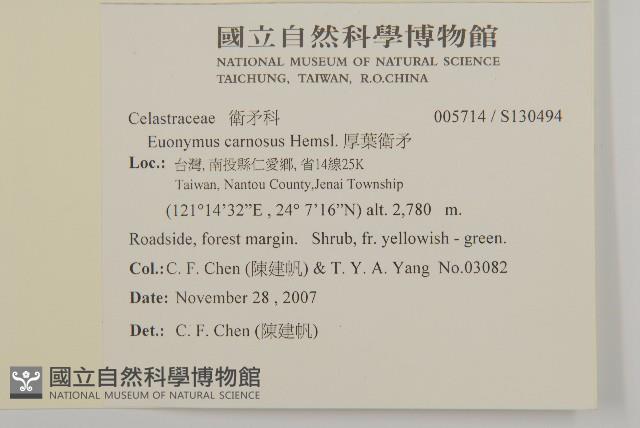 國立自然科學博物館
NATIONAL MUSEUM OF NATURAL SCIENCE
TAICHUNG, TAIWAN, R.O.CHINA
Celastraceae 衛矛科 005714 / S130494
Euonymus carnosus Hemsl. 厚葉衛矛
Loc.: 台灣, 南投縣仁愛鄉, 省14線25K
Taiwan, Nantou County,Jenai Township
(121°14'32”E , 24° 7'16”N) alt. 2,780 m.
Roadside, forest margin. Shrub, fr. yellowish - green.
Col.: C. F. Chen (陳建帆) & T. Y. A. Yang No.03082
Date: November 28 , 2007
Det.: C. F. Chen (陳建帆)
國立自然科學博物館
NATIONAL MUSEUM OF NATURAL SCIENCE